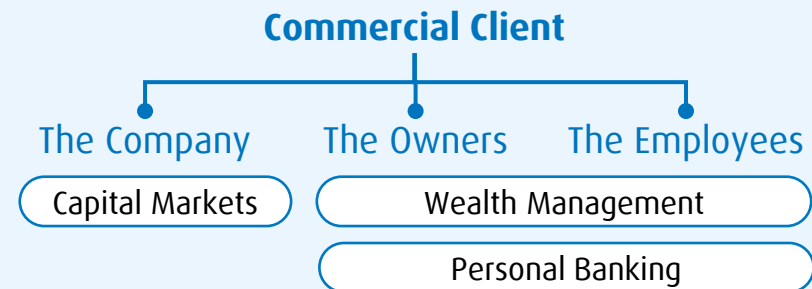 Commercial Client
The Company The Owners The Employees
Capital Markets Wealth Management
Personal Banking